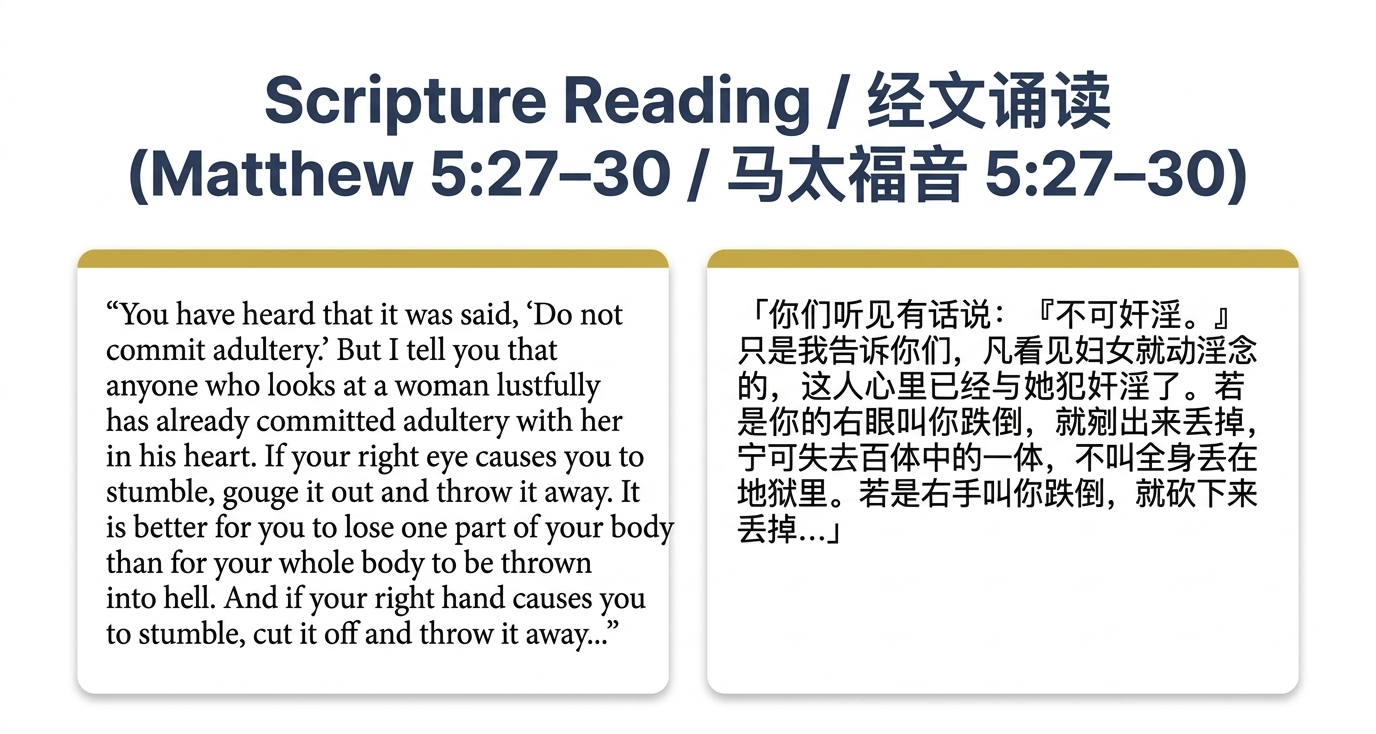 Scripture Reading / 经文诵读
(Matthew 5:27–30 / 马太福音 5:27–30)
“You have heard that it was said, ‘Do not
commit adultery.’ But I tell you that
anyone who looks at a woman lustfully
has already committed adultery with her
in his heart. If your right eye causes you to
stumble, gouge it out and throw it away. It
is better for you to lose one part of your body
than for your whole body to be thrown
into hell. And if your right hand causes you
to stumble, cut it off and throw it away...”
「你们听见有话说：『不可奸淫。』
只是我告诉你们，凡看见妇女就动淫念
的，这人心里已经与她犯奸淫了。若
是你的右眼叫你跌倒，就剜出来丢掉，
宁可失去百体中的一体，不叫全身丢在
地狱里。若是右手叫你跌倒，就砍下来
丢掉...」